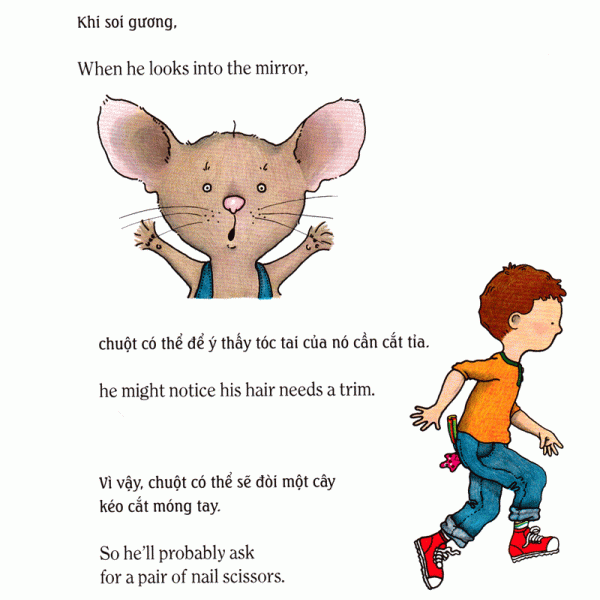 Khi soi gương,
When he looks into the mirror,
chuột có thể để ý thấy tóc tai của nó cần cắt tỉa.
he might notice his hair needs a trim.
Vì vậy, chuột có thể sẽ đòi một cây
kéo cắt móng tay.
So he’ll probably ask
for a pair of nail scissors.